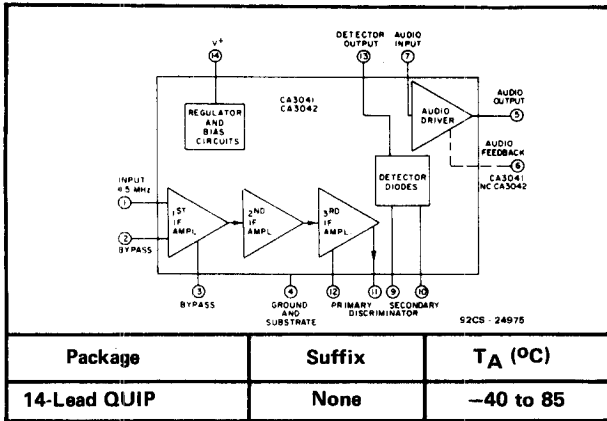 V+
14
DETECTOR OUTPUT
13
AUDIO INPUT
7
CA3041
CA3042
REGULATOR
AND
BIAS
CIRCUITS
AUDIO
DRIVER
AUDIO
OUTPUT
5
AUDIO
FEEDBACK
6
CA3041
NC CA3042
DETECTOR
DIODES
INPUT
4.5 MHz
1
2
BYPASS
1ST
IF
AMPL.
2ND
IF
AMPL.
3RD
IF
AMPL.
3
BYPASS
4
GROUND
AND
SUBSTRATE
12
11
9
10
PRIMARY SECONDARY
DISCRIMINATOR
92CS-24975
Package Suffix TA (°C)
14-Lead QUIP None −40 to 85